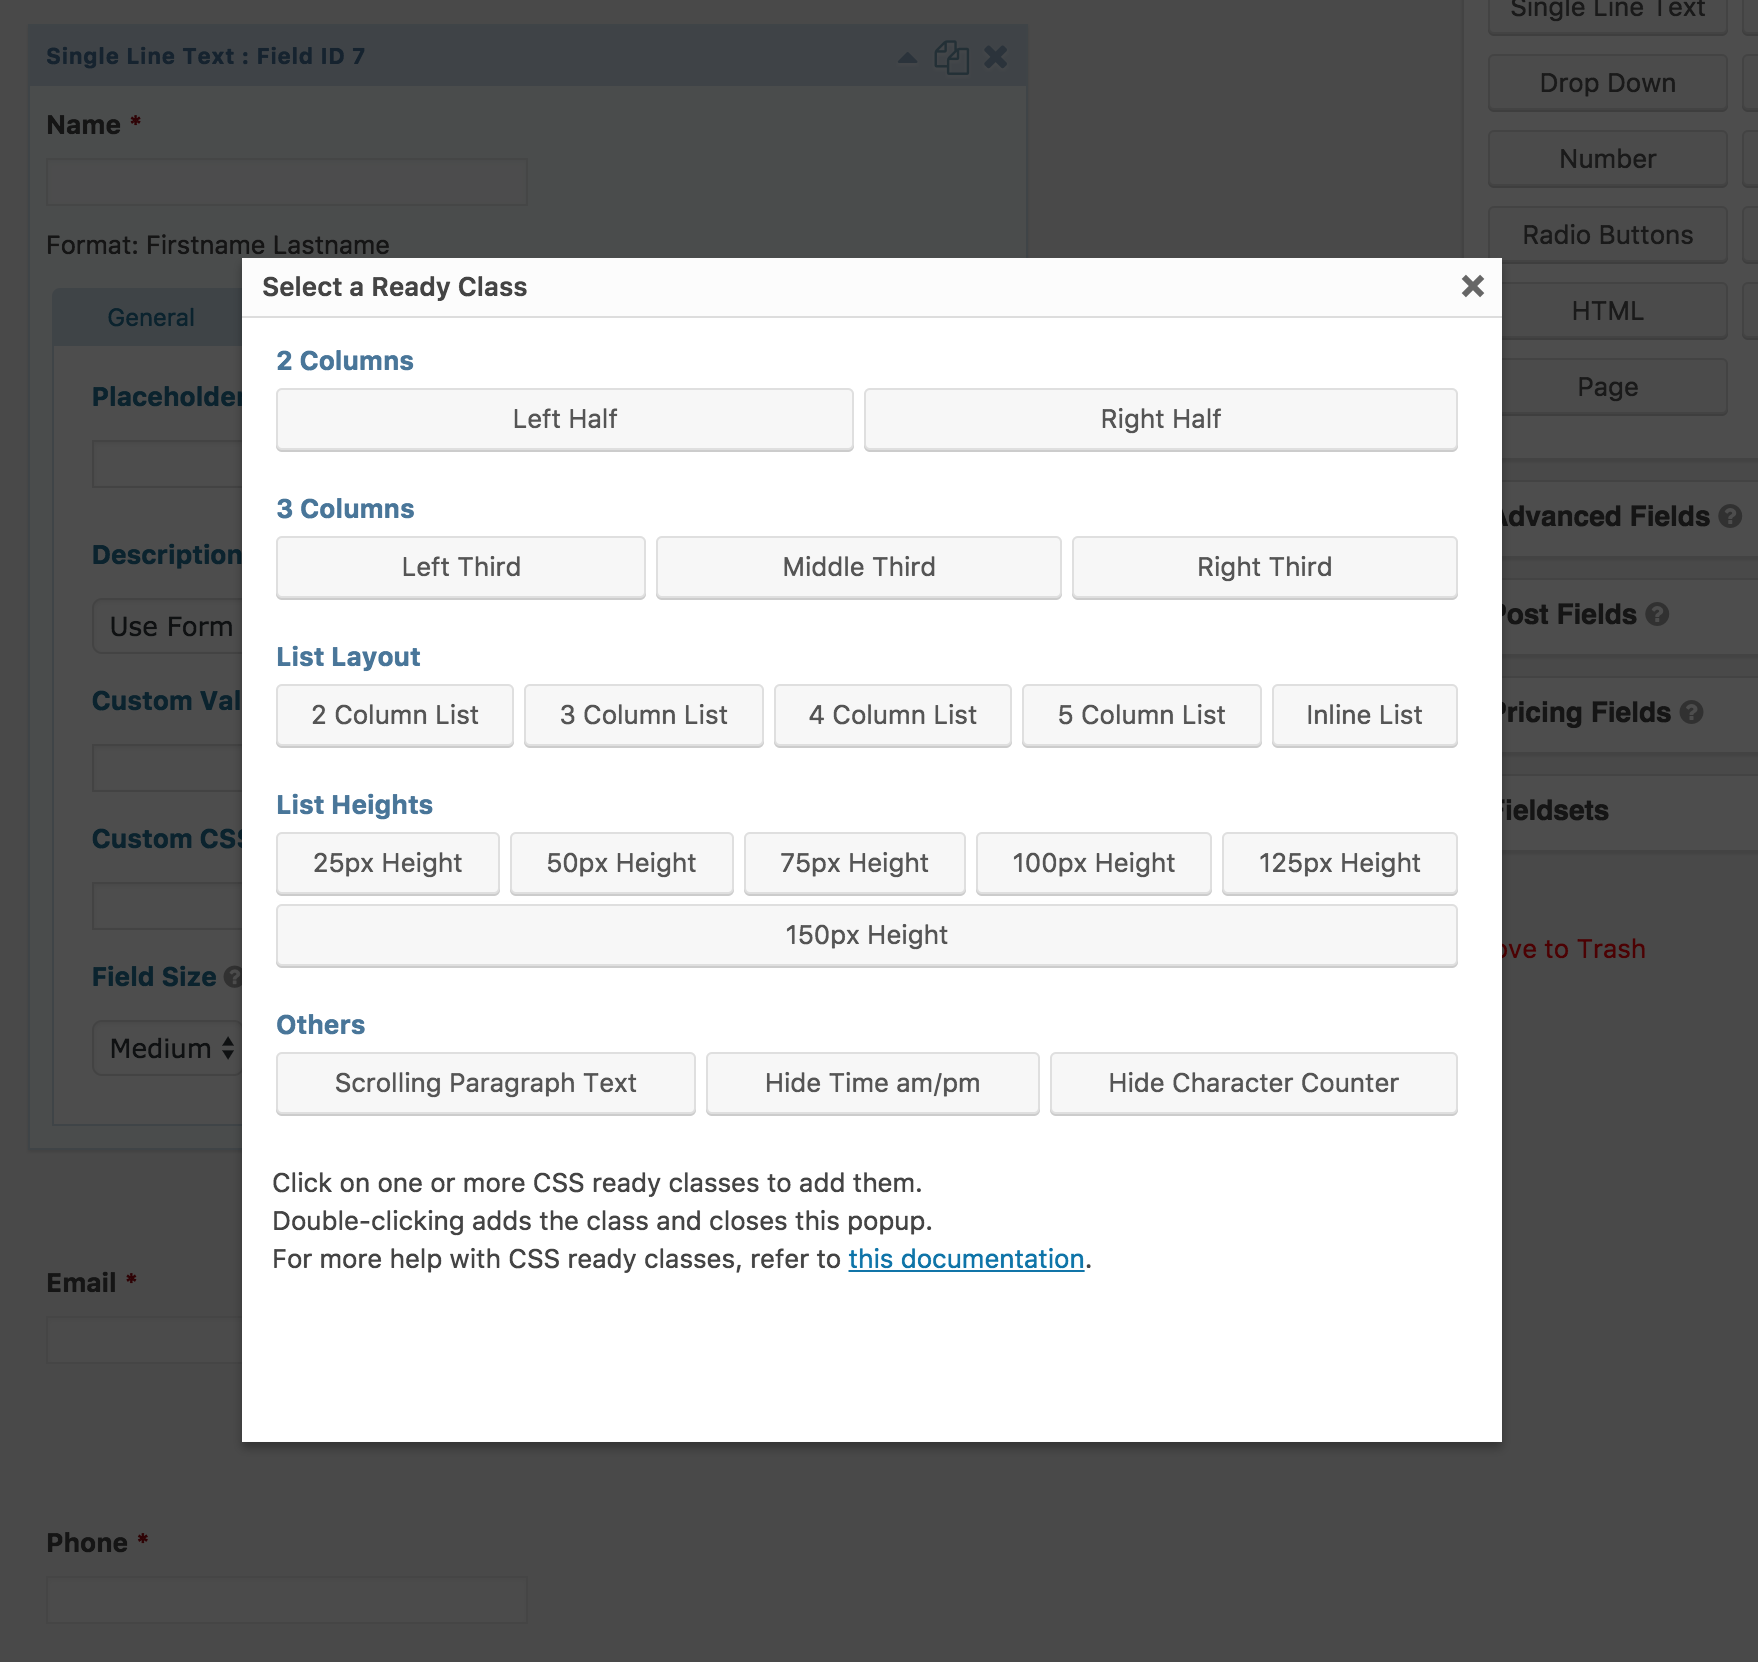 Single Line Text : Field ID 7
Name *
Format: Firstname Lastname
General
Placeholder
Description
Use Form
Custom Val
Custom CSS
Field Size
Medium
Email *
Phone *
Select a Ready Class
2 Columns
Left Half
Right Half
3 Columns
Left Third
Middle Third
Right Third
List Layout
2 Column List
3 Column List
4 Column List
5 Column List
Inline List
List Heights
25px Height
50px Height
75px Height
100px Height
125px Height
150px Height
Others
Scrolling Paragraph Text
Hide Time am/pm
Hide Character Counter
Click on one or more CSS ready classes to add them.
Double-clicking adds the class and closes this popup.
For more help with CSS ready classes, refer to this documentation.
Single Line Text
Drop Down
Number
Radio Buttons
HTML
Page
Advanced Fields
Post Fields
Pricing Fields
Fieldsets
ove to Trash